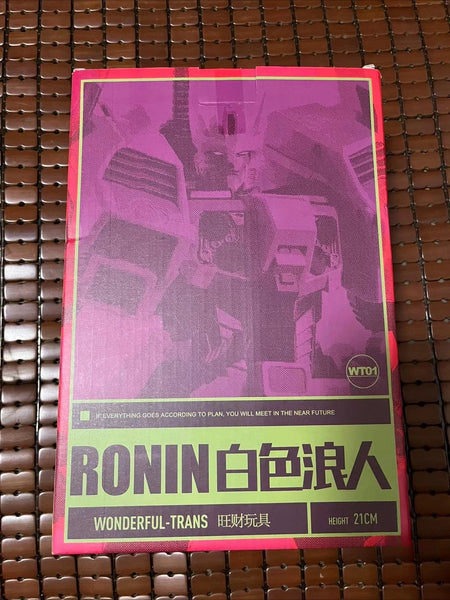 WT01
IF EVERYTHING GOES ACCORDING TO PLAN, YOU WILL MEET IN THE NEAR FUTURE
RONIN 白色浪人
WONDERFUL-TRANS 旺财玩具
HEIGHT 21CM